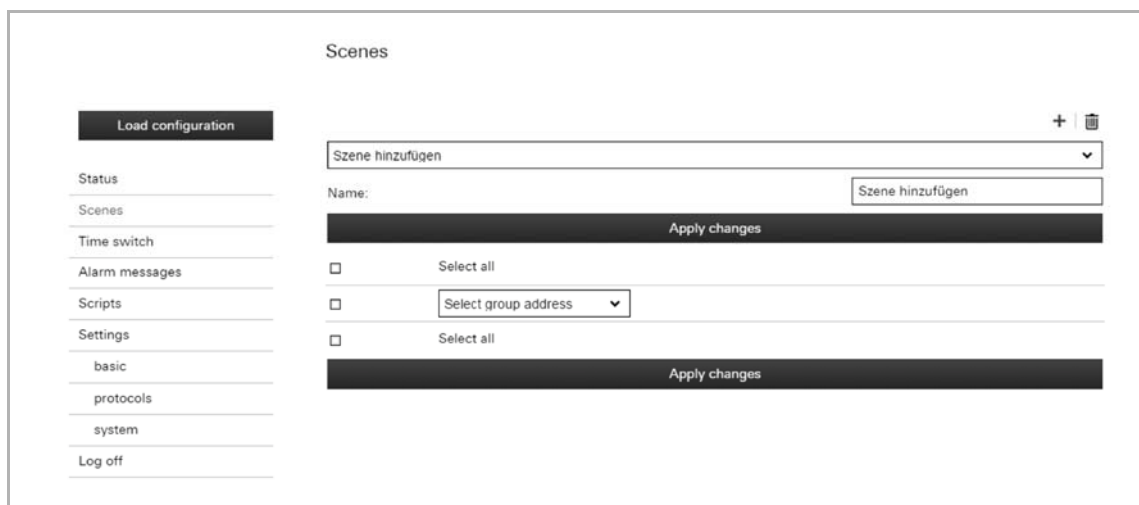 Scenes
Load configuration
Status
Scenes
Time switch
Alarm messages
Scripts
Settings
basic
protocols
system
Log off
Szene hinzufügen
Name:
Szene hinzufügen
Apply changes
Select all
Select group address
Select all
Apply changes